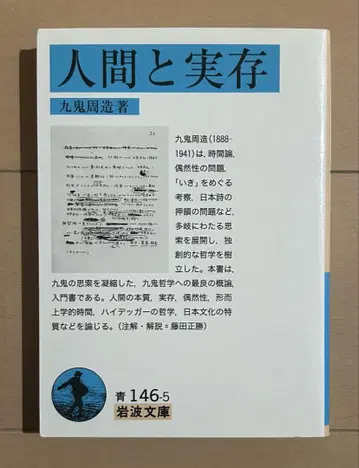 人間と実存
九鬼周造著
九鬼周造(1888-
1941)は、時間論,
偶然性の問題,
「いき」をめぐる
考察,日本詩の
押韻の問題など,
多岐にわたる思
索を展開し,独
創的な哲学を樹
立した。本書は,
九鬼の思索を凝縮した,九鬼哲学への最良の概論,
入門書である。人間の本質,実存,偶然性,形而
上学的時間,ハイデッガーの哲学,日本文化の特
質などを論じる。(注解・解説=藤田正勝)
青 146-5
岩波文庫